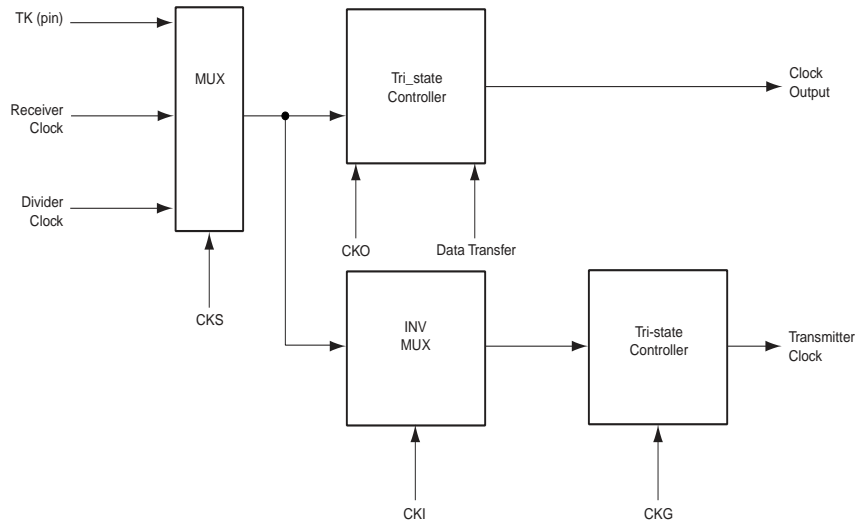 TK (pin)
MUX
Tri_state
Controller
Clock
Output
Receiver
Clock
Divider
Clock
CKO
Data Transfer
CKS
INV
MUX
Tri-state
Controller
Transmitter
Clock
CKI
CKG